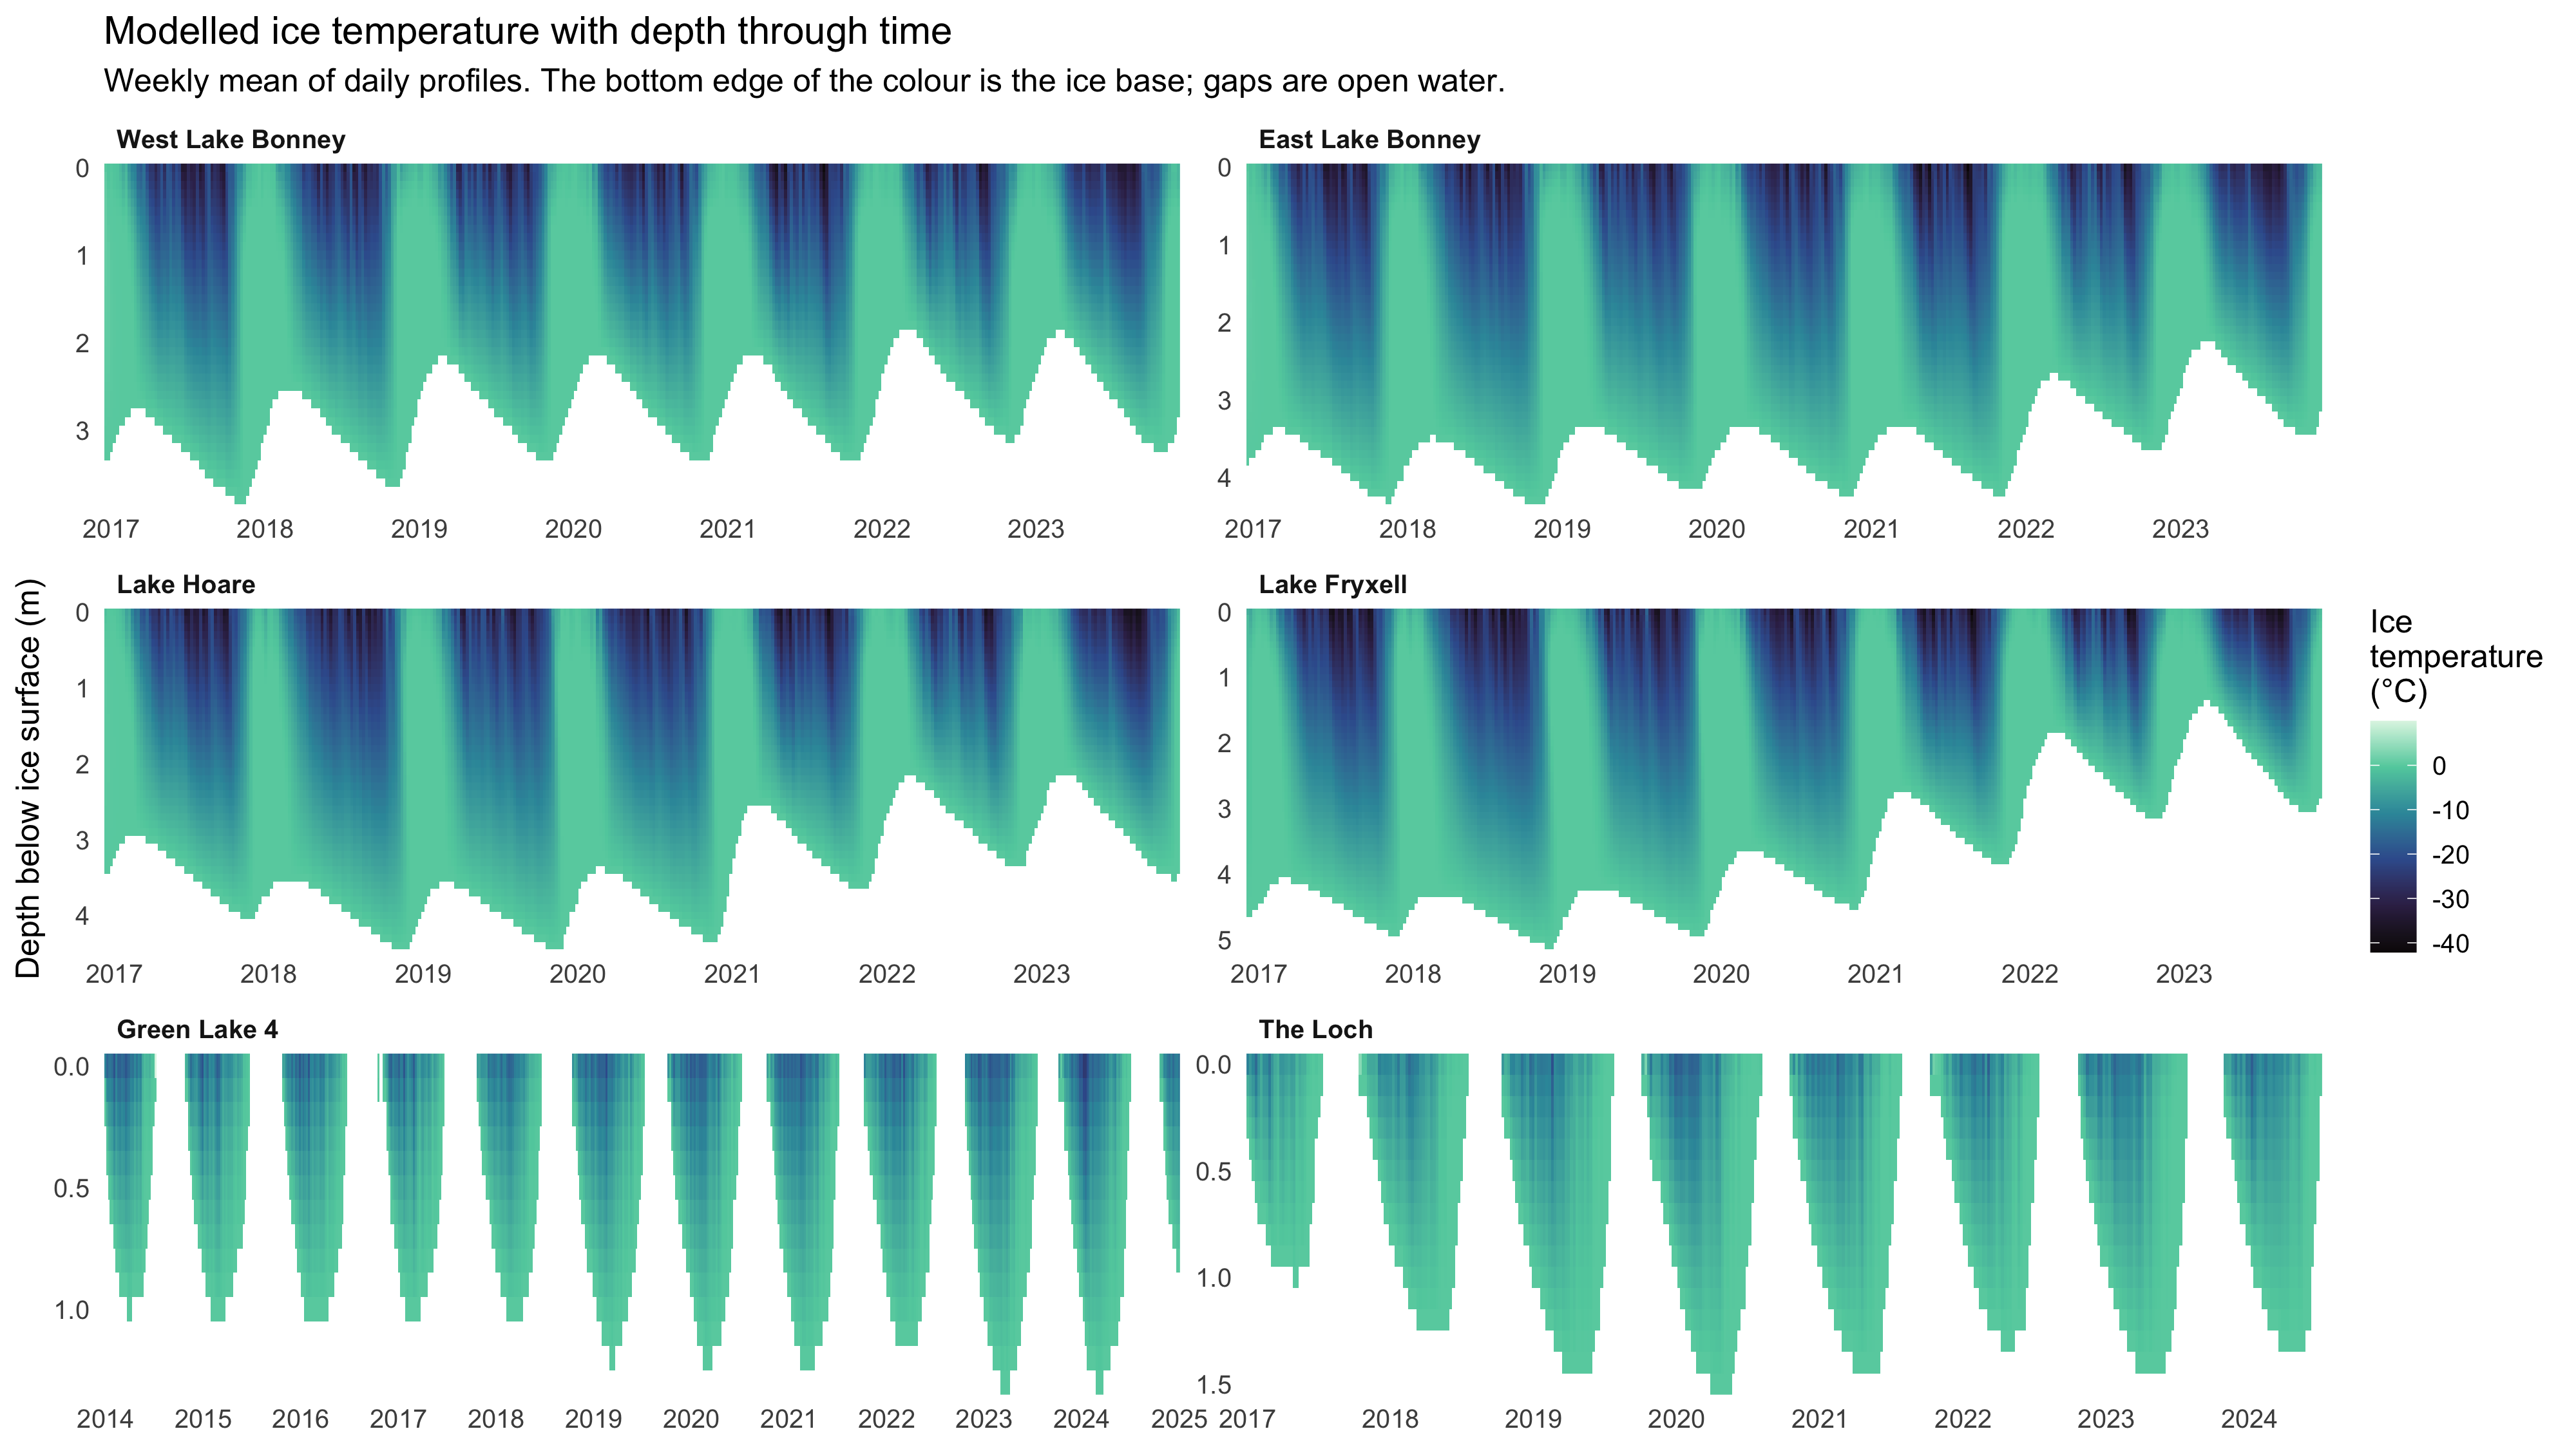 Modelled ice temperature with depth through time
Weekly mean of daily profiles. The bottom edge of the colour is the ice base; gaps are open water.
West Lake Bonney
0
1
2
3
2017 2018 2019 2020 2021 2022 2023
East Lake Bonney
0
1
2
3
4
2017 2018 2019 2020 2021 2022 2023
Depth below ice surface (m)
Lake Hoare
0
1
2
3
4
2017 2018 2019 2020 2021 2022 2023
Lake Fryxell
0
1
2
3
4
5
2017 2018 2019 2020 2021 2022 2023
Ice
temperature
(°C)
0
-10
-20
-30
-40
Green Lake 4
0.0
0.5
1.0
2014 2015 2016 2017 2018 2019 2020 2021 2022 2023 2024 2025
The Loch
0.0
0.5
1.0
1.5
2017 2018 2019 2020 2021 2022 2023 2024